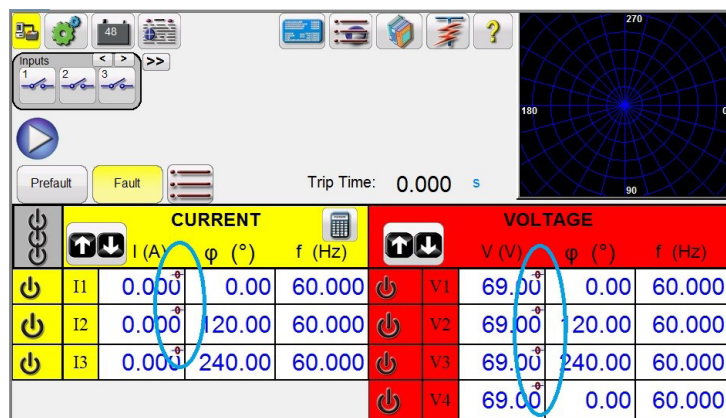 48
Inputs < > >>
1 2 3
270
180 0
90
Prefault Fault Trip Time: 0.000 s
CURRENT VOLTAGE
I (A) φ (°) f (Hz) V (V) φ (°) f (Hz)
I1 0.000 0.00 60.000 V1 69.00 0.00 60.000
I2 0.000 120.00 60.000 V2 69.00 120.00 60.000
I3 0.000 240.00 60.000 V3 69.00 240.00 60.000
V4 69.00 0.00 60.000